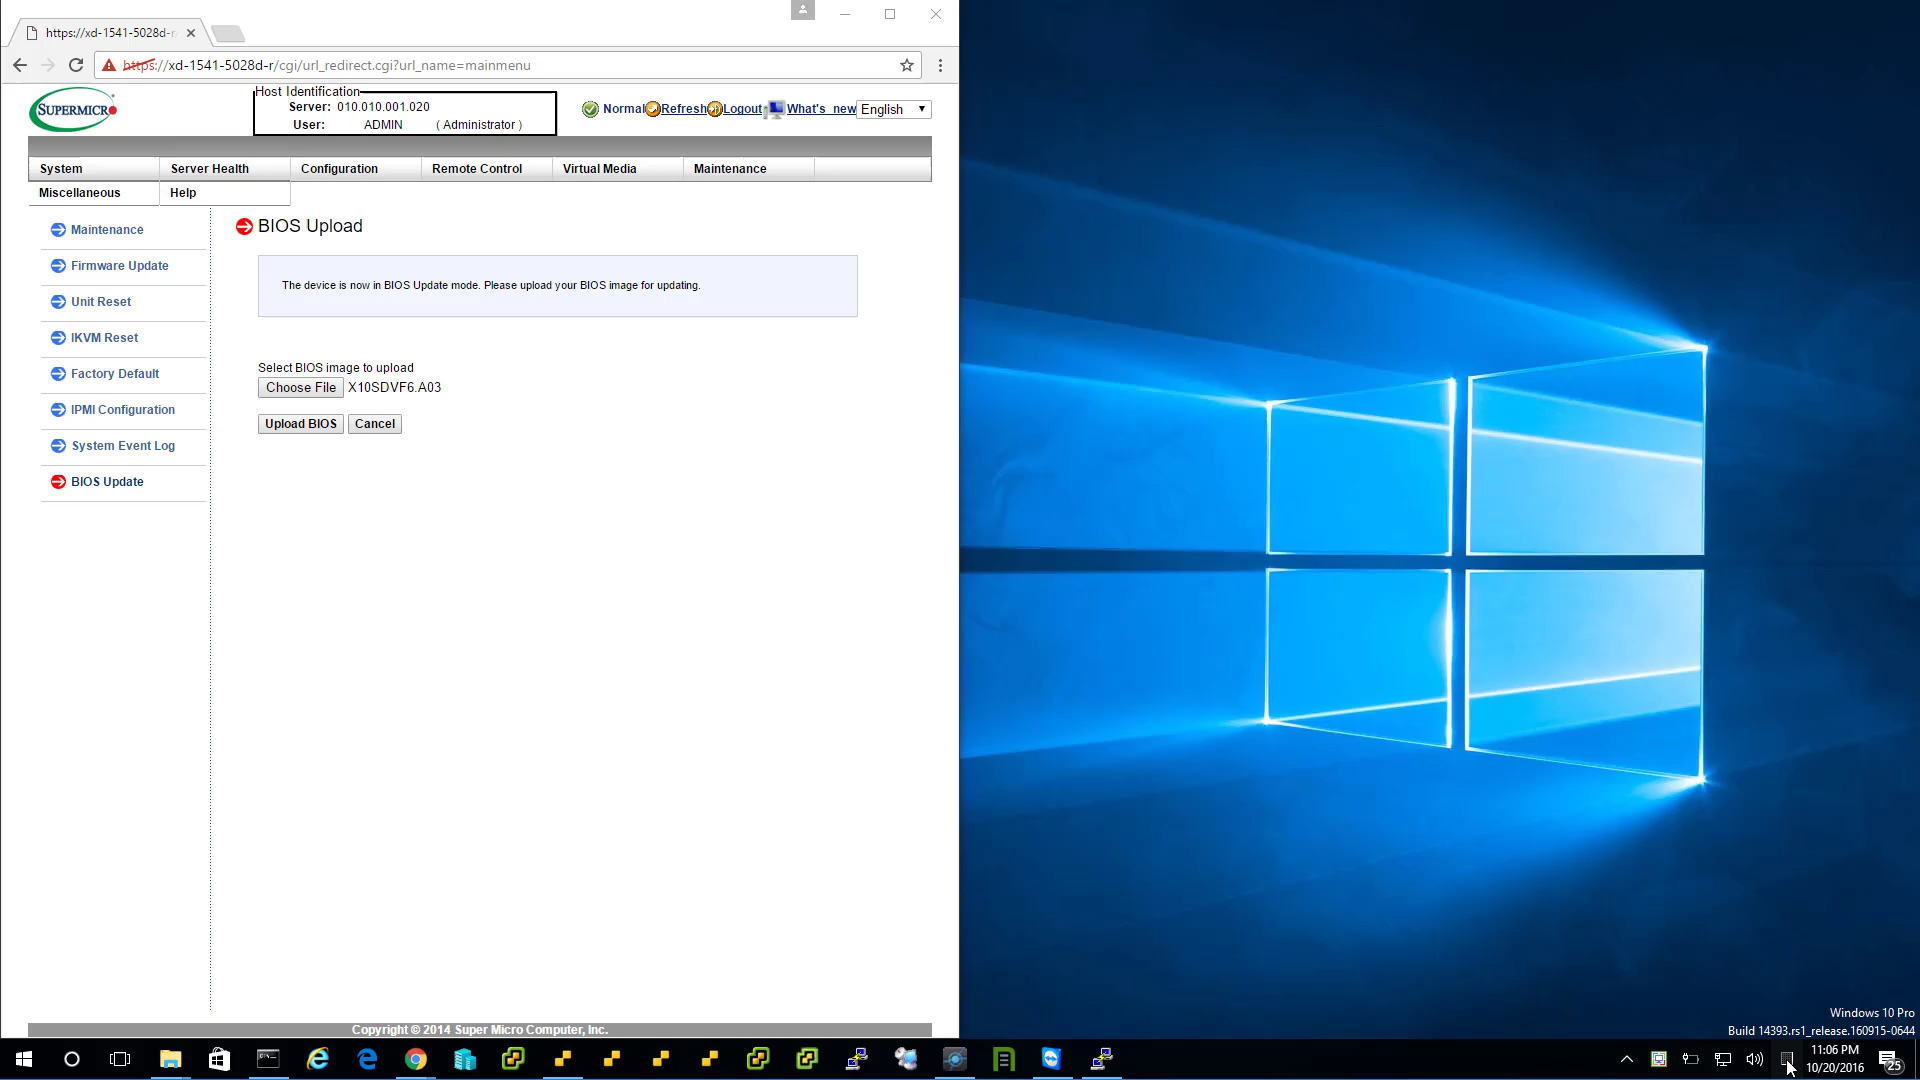 https://xd-1541-5028d-r
https://xd-1541-5028d-r/cgi/url_redirect.cgi?url_name=mainmenu
SUPERMICR
Host Identification
Server: 010.010.001.020
User: ADMIN ( Administrator )
Normal Refresh Logout What's new English
System Server Health Configuration Remote Control Virtual Media Maintenance
Miscellaneous Help
Maintenance
Firmware Update
Unit Reset
IKVM Reset
Factory Default
IPMI Configuration
System Event Log
BIOS Update
BIOS Upload
The device is now in BIOS Update mode. Please upload your BIOS image for updating.
Select BIOS image to upload
Choose File X10SDVF6.A03
Upload BIOS Cancel
Copyright © 2014 Super Micro Computer, Inc.
Windows 10 Pro
Build 14393.rs1_release.160915-0644
11:06 PM
10/20/2016
25